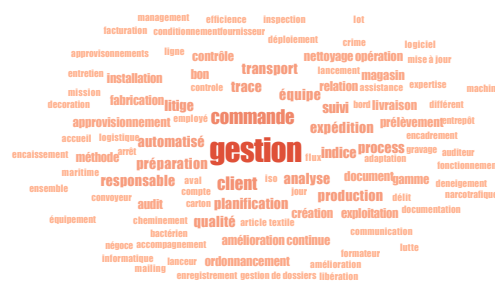 management efficience inspection lot
facturation conditionnement fournisseur
déploiement crime logiciel
approvisionnements ligne contrôle nettoyage opération mise à jour
entretien installation bon transport lancement magasin
mission controle trace relation assistance expertise machin
decoration fabrication litige équipe suivi bord livraison différent
approvisionnement employé commande expédition prélèvement entrepôt
accueil logistique automatisé encadrement
encaissement méthode arrêt gestion flux indice process gravage auditeur
préparation adaptation fonctionnemen
maritime responsable aval client iso analyse document gamme deneigement
ensemble compte jour production délit narcotrafique
conveyeur audit carton planification création exploitation documentation
équipement cheminement qualité article textile
bactérien communication
négoce accompagnement amélioration continue lutte
informatique lanceur ordonnancement formateur
mailing amélioration
enregistrement gestion de dossiers libération